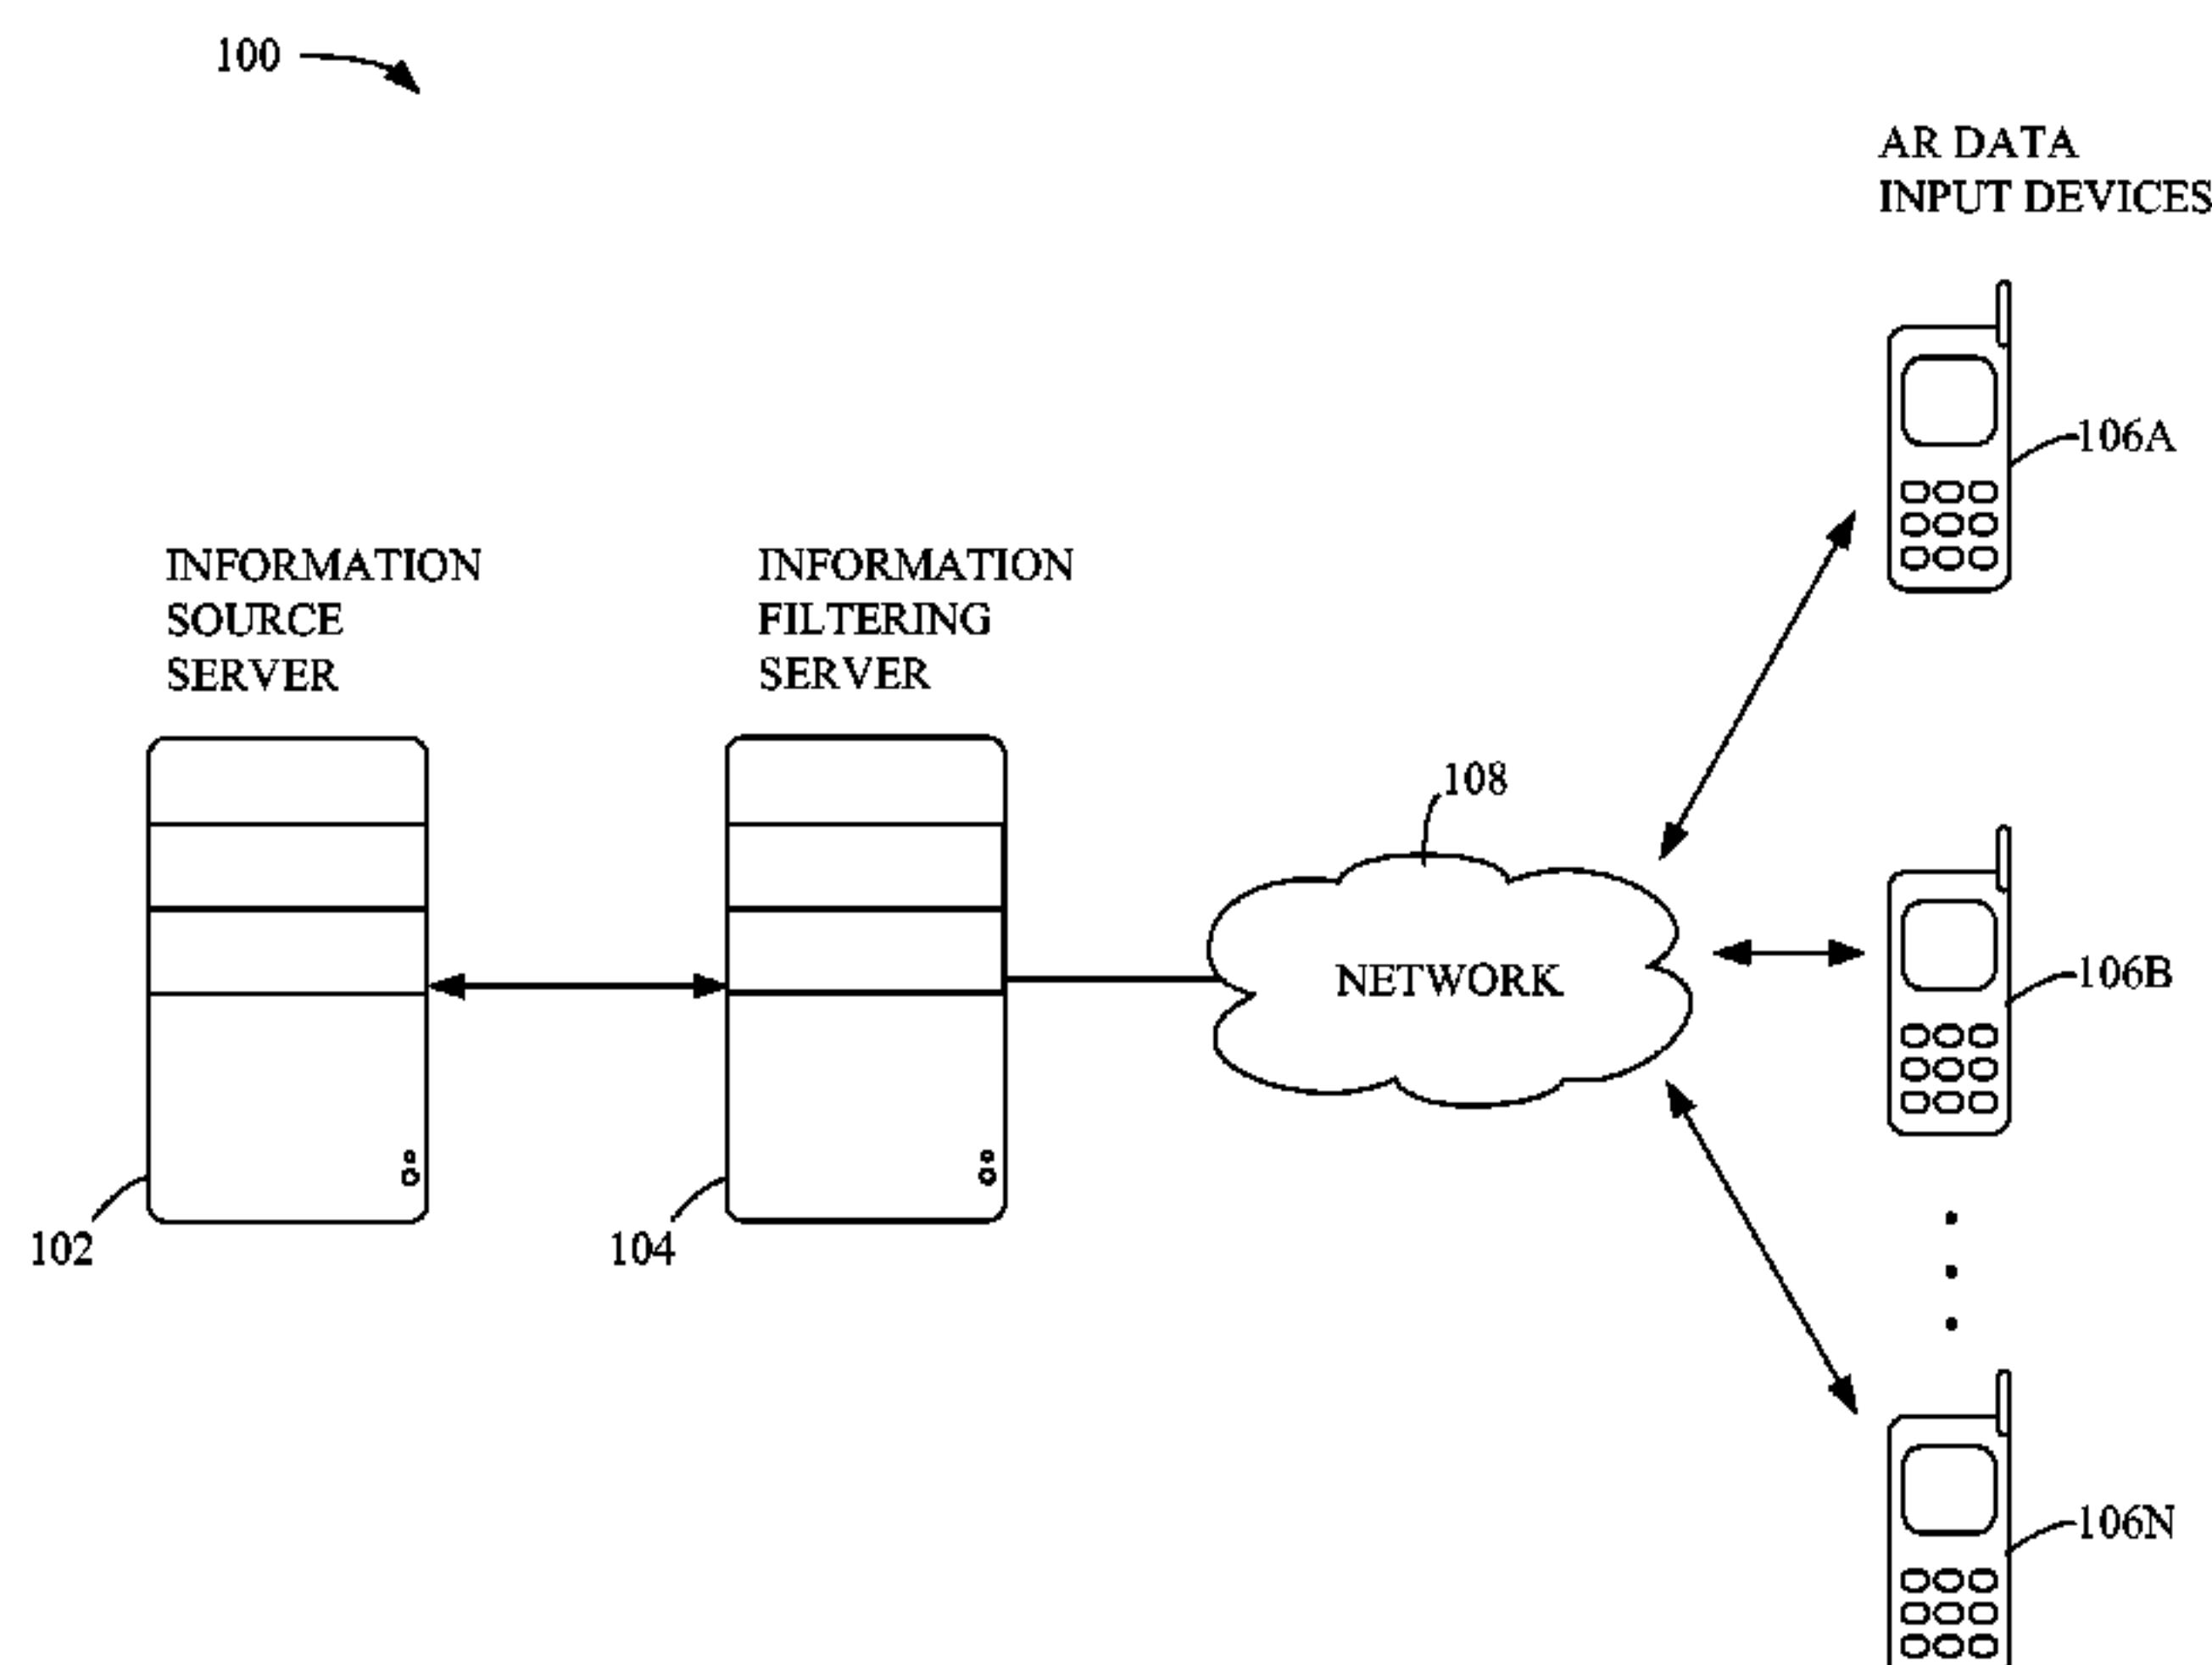 100
AR DATA
INPUT DEVICES
106A
INFORMATION
SOURCE
SERVER
INFORMATION
FILTERING
SERVER
108
NETWORK
106B
102
104
106N